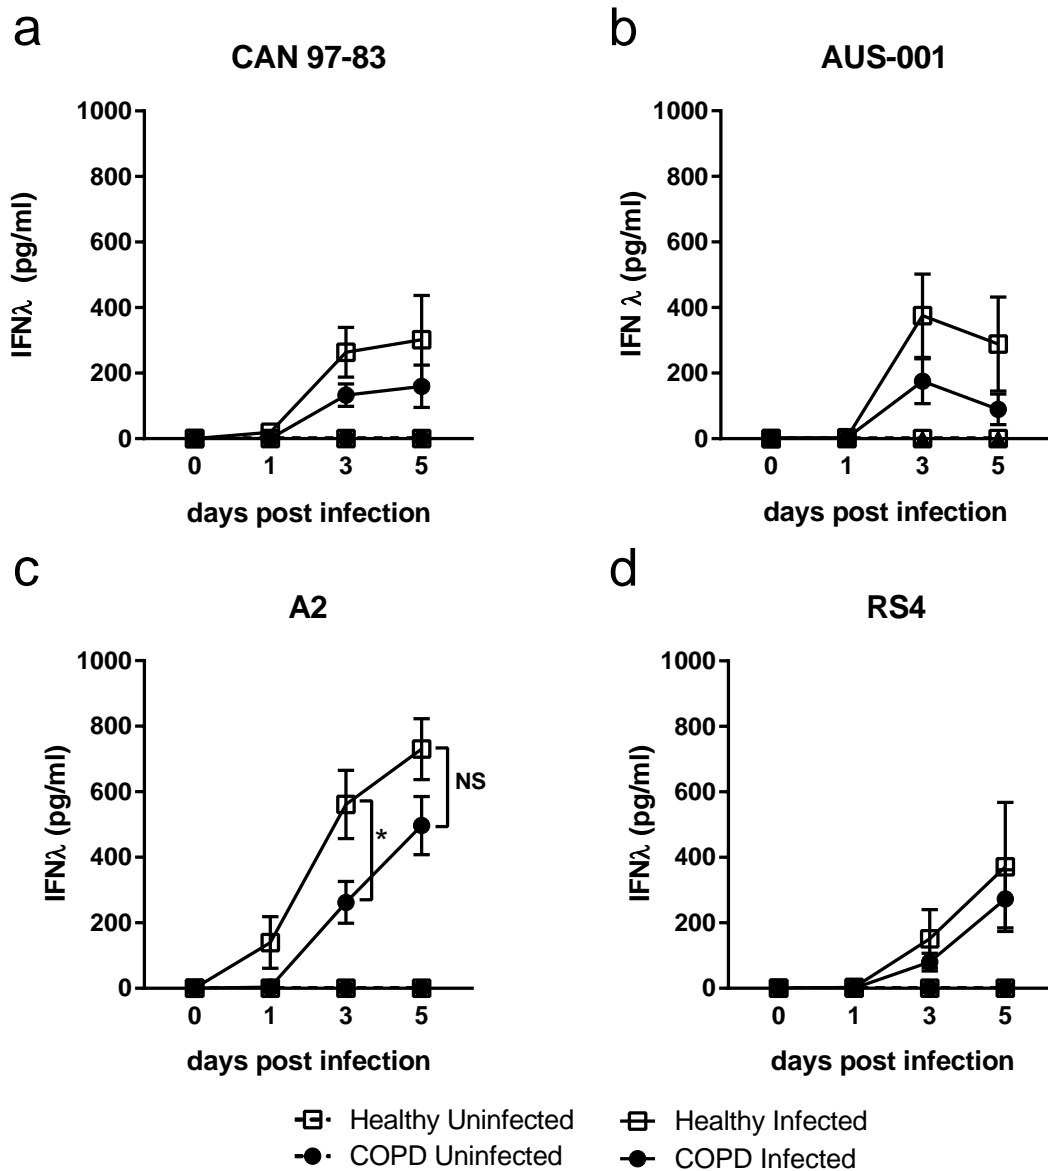 a
CAN 97-83
1000
800
600
400
200
0
IFNλ (pg/ml)
0 1 3 5
days post infection
b
AUS-001
1000
800
600
400
200
0
IFN λ (pg/ml)
0 1 3 5
days post infection
c
A2
1000
800
600
400
200
0
IFNλ (pg/ml)
*
NS
0 1 3 5
days post infection
d
RS4
1000
800
600
400
200
0
IFNλ (pg/ml)
0 1 3 5
days post infection
Healthy Uninfected
Healthy Infected
COPD Uninfected
COPD Infected